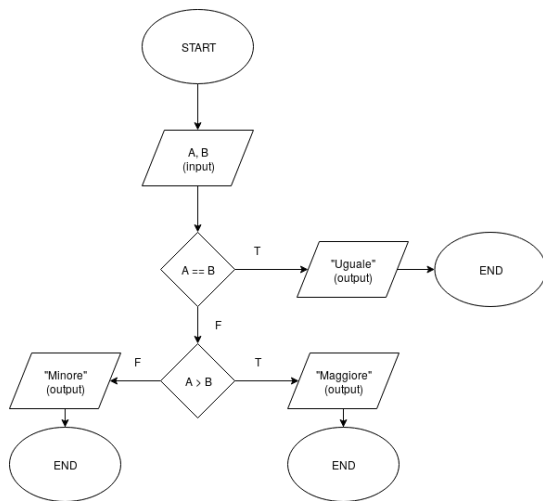 START
A, B
(input)
A == B
T
"Uguale"
(output)
END
F
F
"Minore"
(output)
A > B
T
"Maggiore"
(output)
END
END